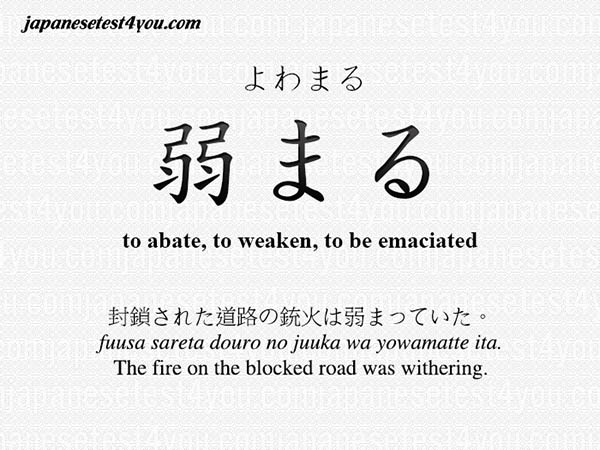 japanesetest4you.com
よわまる
弱まる
to abate, to weaken, to be emaciated
封鎖された道路の銃火は弱まっていた。
fuusa sareta douro no juuka wa yowamatte ita.
The fire on the blocked road was withering.